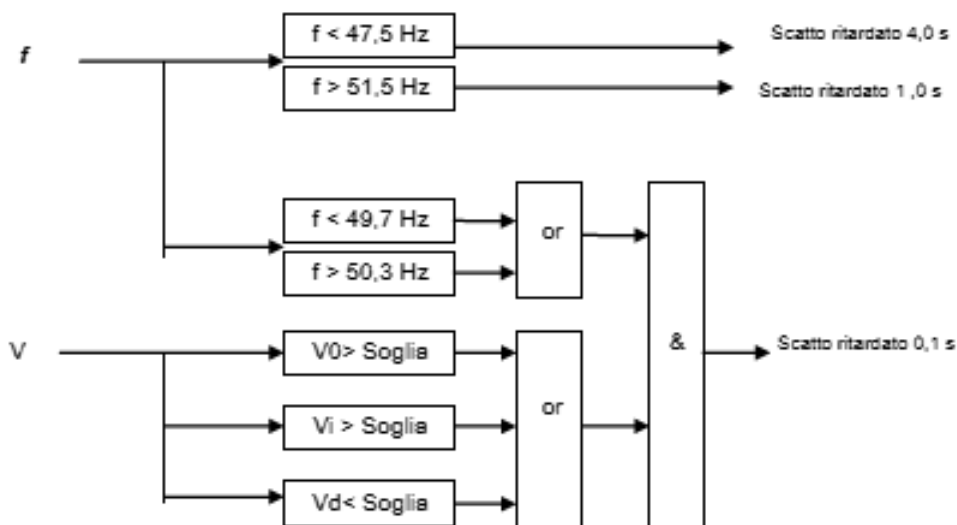 f
f < 47,5 Hz
Scatto ritardato 4,0 s
f > 51,5 Hz
Scatto ritardato 1 ,0 s
f < 49,7 Hz
or
f > 50,3 Hz
V
V0> Soglia
&
Scatto ritardato 0,1 s
Vi > Soglia
or
Vd< Soglia